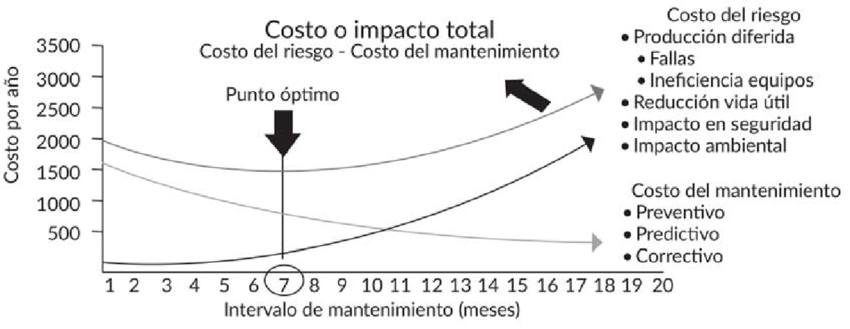 Costo o impacto total
Costo del riesgo - Costo del mantenimiento
Costo del riesgo
• Producción diferida
• Fallas
• Ineficiencia equipos
• Reducción vida útil
• Impacto en seguridad
• Impacto ambiental
Costo del mantenimiento
• Preventivo
• Predictivo
• Correctivo
Punto óptimo
Costo por año
3500
3000
2500
2000
1500
1000
500
1 2 3 4 5 6 7 8 9 10 11 12 13 14 15 16 17 18 19 20
Intervalo de mantenimiento (meses)